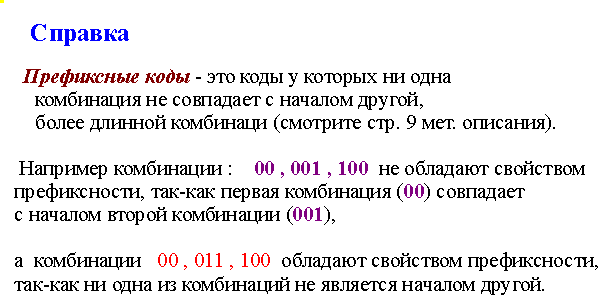 Справка
Префиксные коды - это коды у которых ни одна
комбинация не совпадает с началом другой,
более длинной комбинаци (смотрите стр. 9 мет. описания).
Например комбинации : 00 , 001 , 100 не обладают свойством
префиксности, так-как первая комбинация (00) совпадает
с началом второй комбинации (001),
а комбинации 00 , 011 , 100 обладают свойством префиксности,
так-как ни одна из комбинаций не является началом другой.